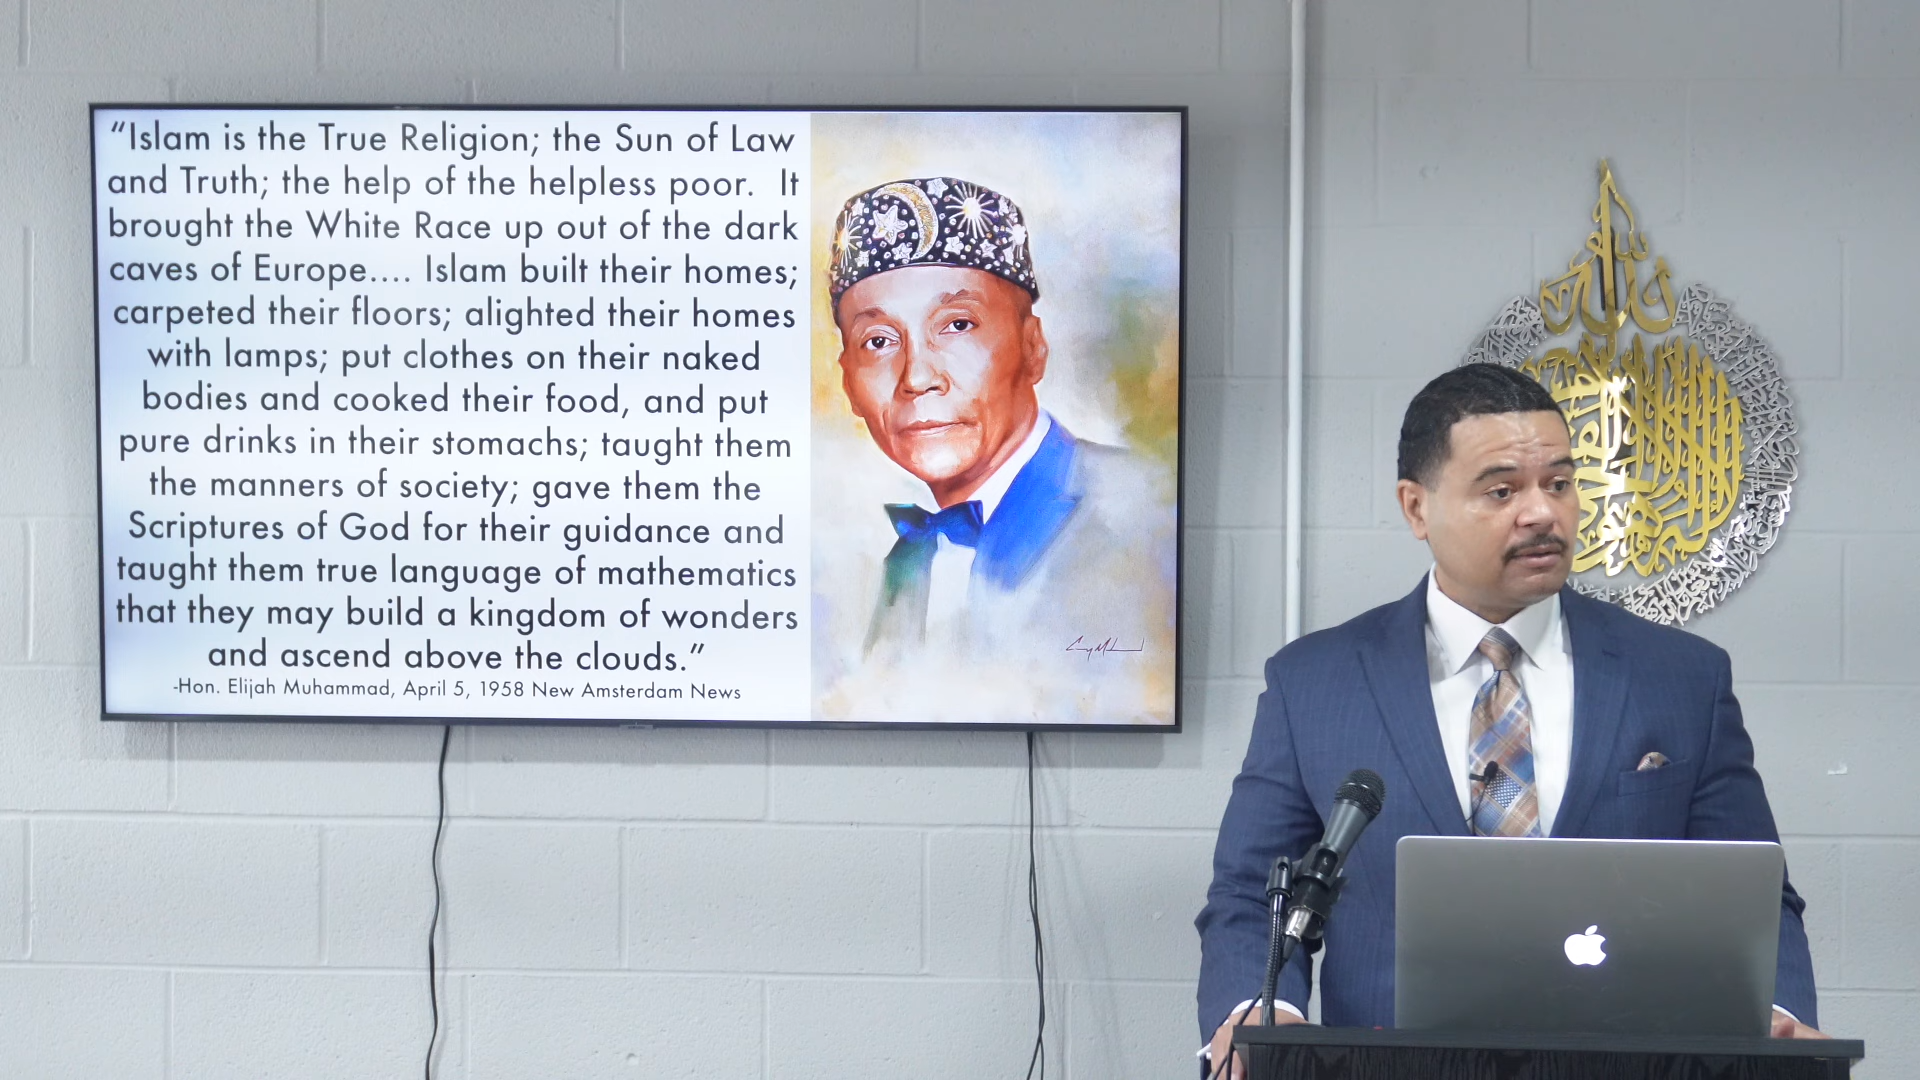 “Islam is the True Religion; the Sun of Law
and Truth; the help of the helpless poor. It
brought the White Race up out of the dark
caves of Europe.... Islam built their homes;
carpeted their floors; alighted their homes
with lamps; put clothes on their naked
bodies and cooked their food, and put
pure drinks in their stomachs; taught them
the manners of society; gave them the
Scriptures of God for their guidance and
taught them true language of mathematics
that they may build a kingdom of wonders
and ascend above the clouds.”
-Hon. Elijah Muhammad, April 5, 1958 New Amsterdam News